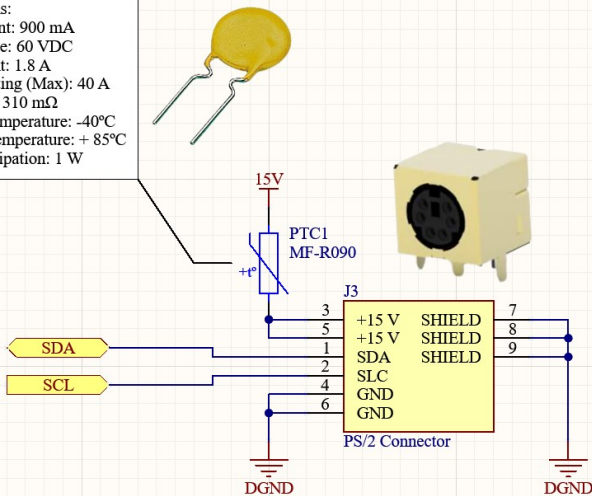 s:
nt: 900 mA
e: 60 VDC
t: 1.8 A
ing (Max): 40 A
310 mΩ
mperature: -40ºC
emperature: + 85ºC
ipation: 1 W
15V
PTC1
MF-R090
+tº
J3
3 +15 V SHIELD 7
5 +15 V SHIELD 8
1 SDA SHIELD 9
2 SLC
4 GND
6 GND
SDA
SCL
PS/2 Connector
DGND
DGND